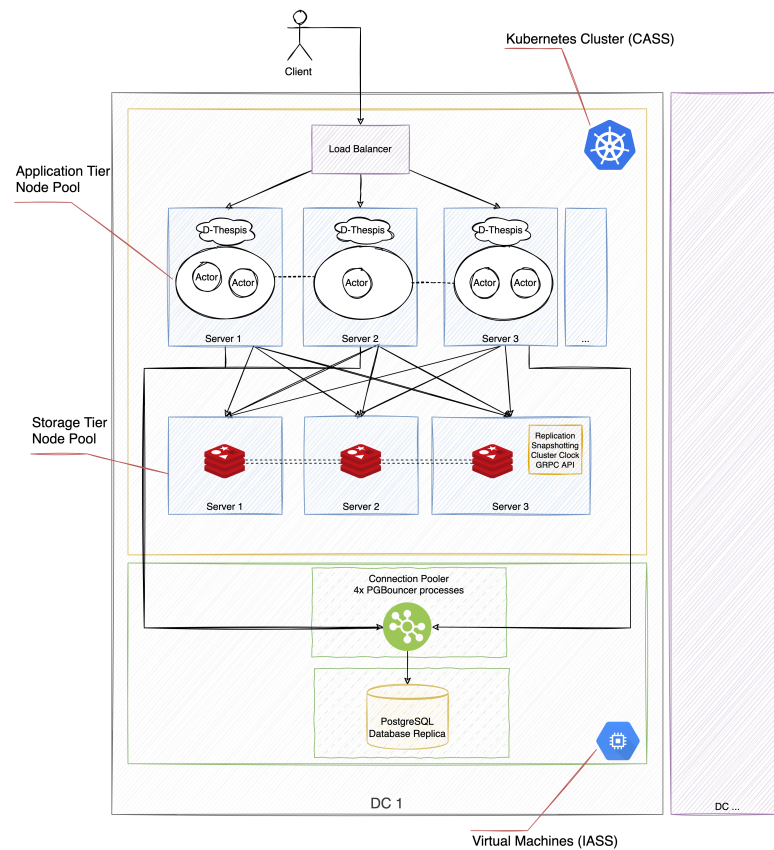 Kubernetes Cluster (CASS)
Client
Load Balancer
Application Tier
Node Pool
D-Thespis
D-Thespis
D-Thespis
Actor
Actor
Actor
Actor
Actor
Server 1
Server 2
Server 3
...
Storage Tier
Node Pool
Replication
Snapshotting
Cluster Clock
GRPC API
Server 1
Server 2
Server 3
Connection Pooler
4x PGBouncer processes
PostgreSQL
Database Replica
DC 1
DC ...
Virtual Machines (IASS)